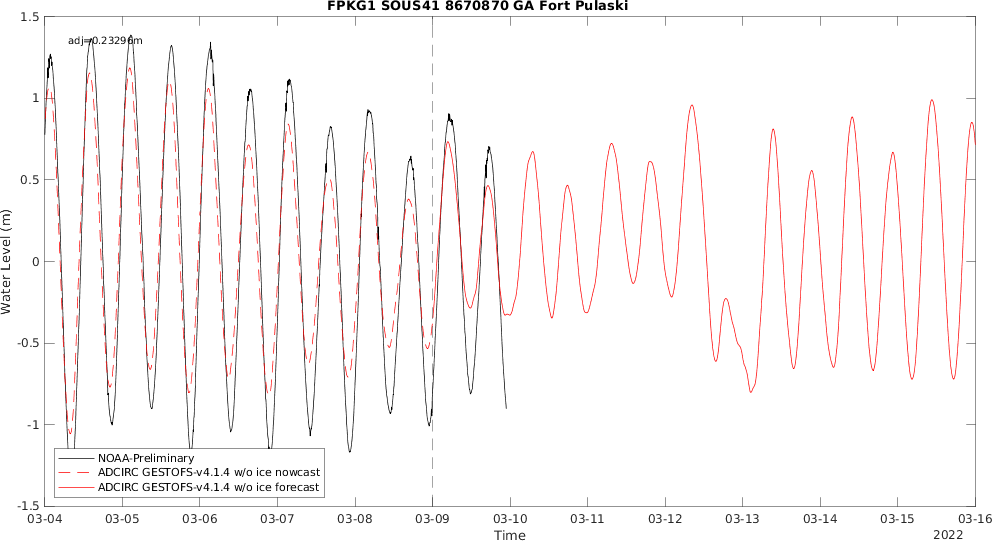 FPKG1 SOUS41 8670870 GA Fort Pulaski
adj=0.23296m
1.5
1
0.5
0
-0.5
-1
-1.5
Water Level (m)
NOAA-Preliminary
ADCIRC GESTOFS-v4.1.4 w/o ice nowcast
ADCIRC GESTOFS-v4.1.4 w/o ice forecast
03-04 03-05 03-06 03-07 03-08 03-09 03-10 03-11 03-12 03-13 03-14 03-15 03-16
Time
2022